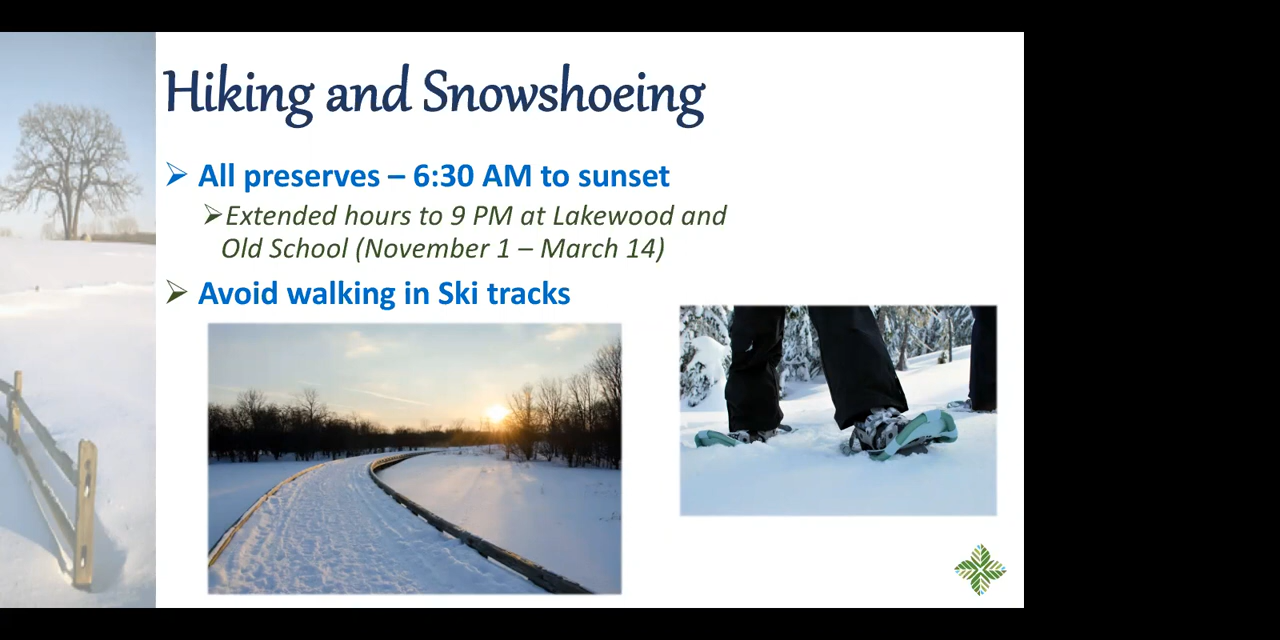 Hiking and Snowshoeing
➢ All preserves – 6:30 AM to sunset
➢Extended hours to 9 PM at Lakewood and
Old School (November 1 – March 14)
➢ Avoid walking in Ski tracks